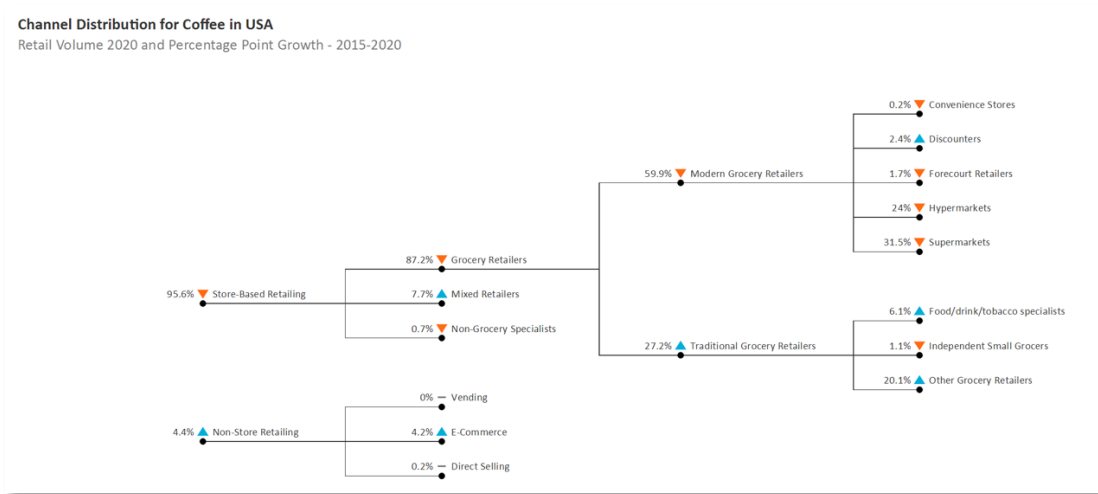 Channel Distribution for Coffee in USA
Retail Volume 2020 and Percentage Point Growth - 2015-2020
0.2% Convenience Stores
2.4% Discounters
59.9% Modern Grocery Retailers
1.7% Forecourt Retailers
24% Hypermarkets
31.5% Supermarkets
87.2% Grocery Retailers
95.6% Store-Based Retailing
7.7% Mixed Retailers
0.7% Non-Grocery Specialists
6.1% Food/drink/tobacco specialists
27.2% Traditional Grocery Retailers
1.1% Independent Small Grocers
20.1% Other Grocery Retailers
0% Vending
4.4% Non-Store Retailing
4.2% E-Commerce
0.2% Direct Selling